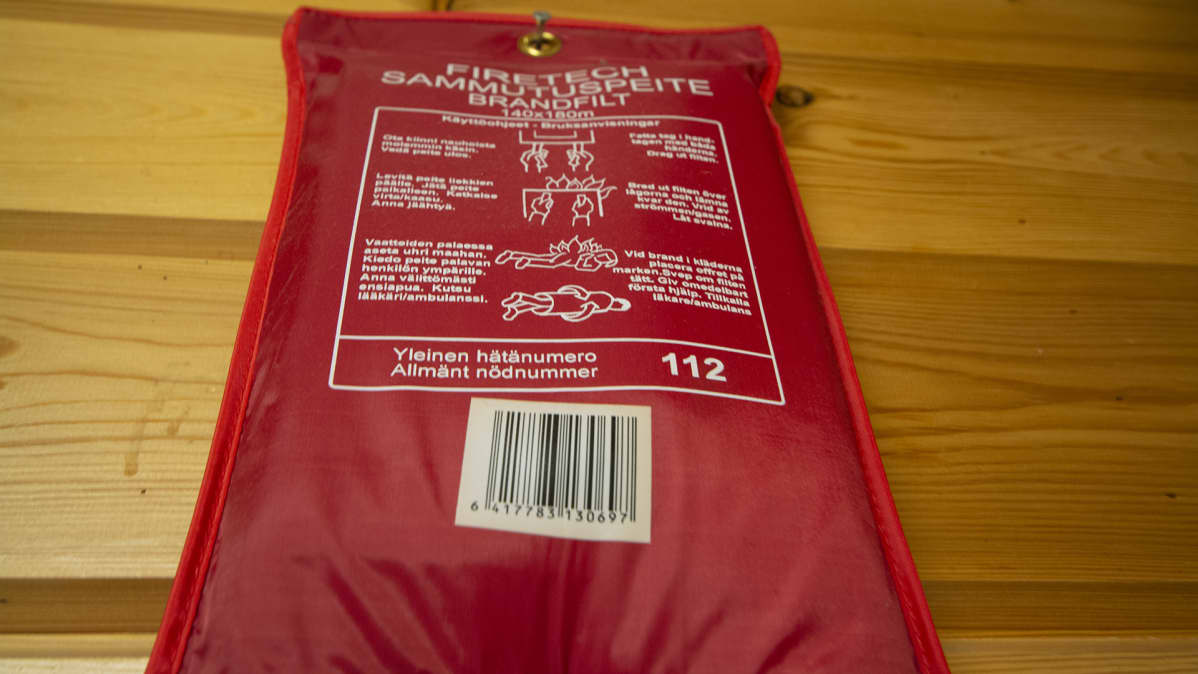 FIRETECH
SAMMUTUSPEITE
BRANDFILT
140x180m
Käyttöohjeet - Bruksanvisningar
Ota kiinni nauhoista
molemmin käsin.
Vedä peite ulos.
Fatta tag i hand-
tagen med båda
händerna.
Drag ut filten.
Levitä peite liekkien
päälle. Jätä peite
paikalleen. Katkaise
virta/kaasu.
Anna jäähtyä.
Bred ut filten över
lågorna och lämna
kvar den. Vrid av
strömmen/gasen.
Låt svalna.
Vaatteiden palaessa
aseta uhri maahan.
Kiedo peite palavan
henkilön ympärille.
Anna välittömästi
ensiapua. Kutsu
lääkäri/ambulanssi.
Vid brand i kläderna
placera offret på
marken.Svep om filten
tätt. Giv omedelbart
första hjälp. Tillkalla
läkare/ambulans
Yleinen hätänumero
Allmänt nödnummer
112
6 417783 130697